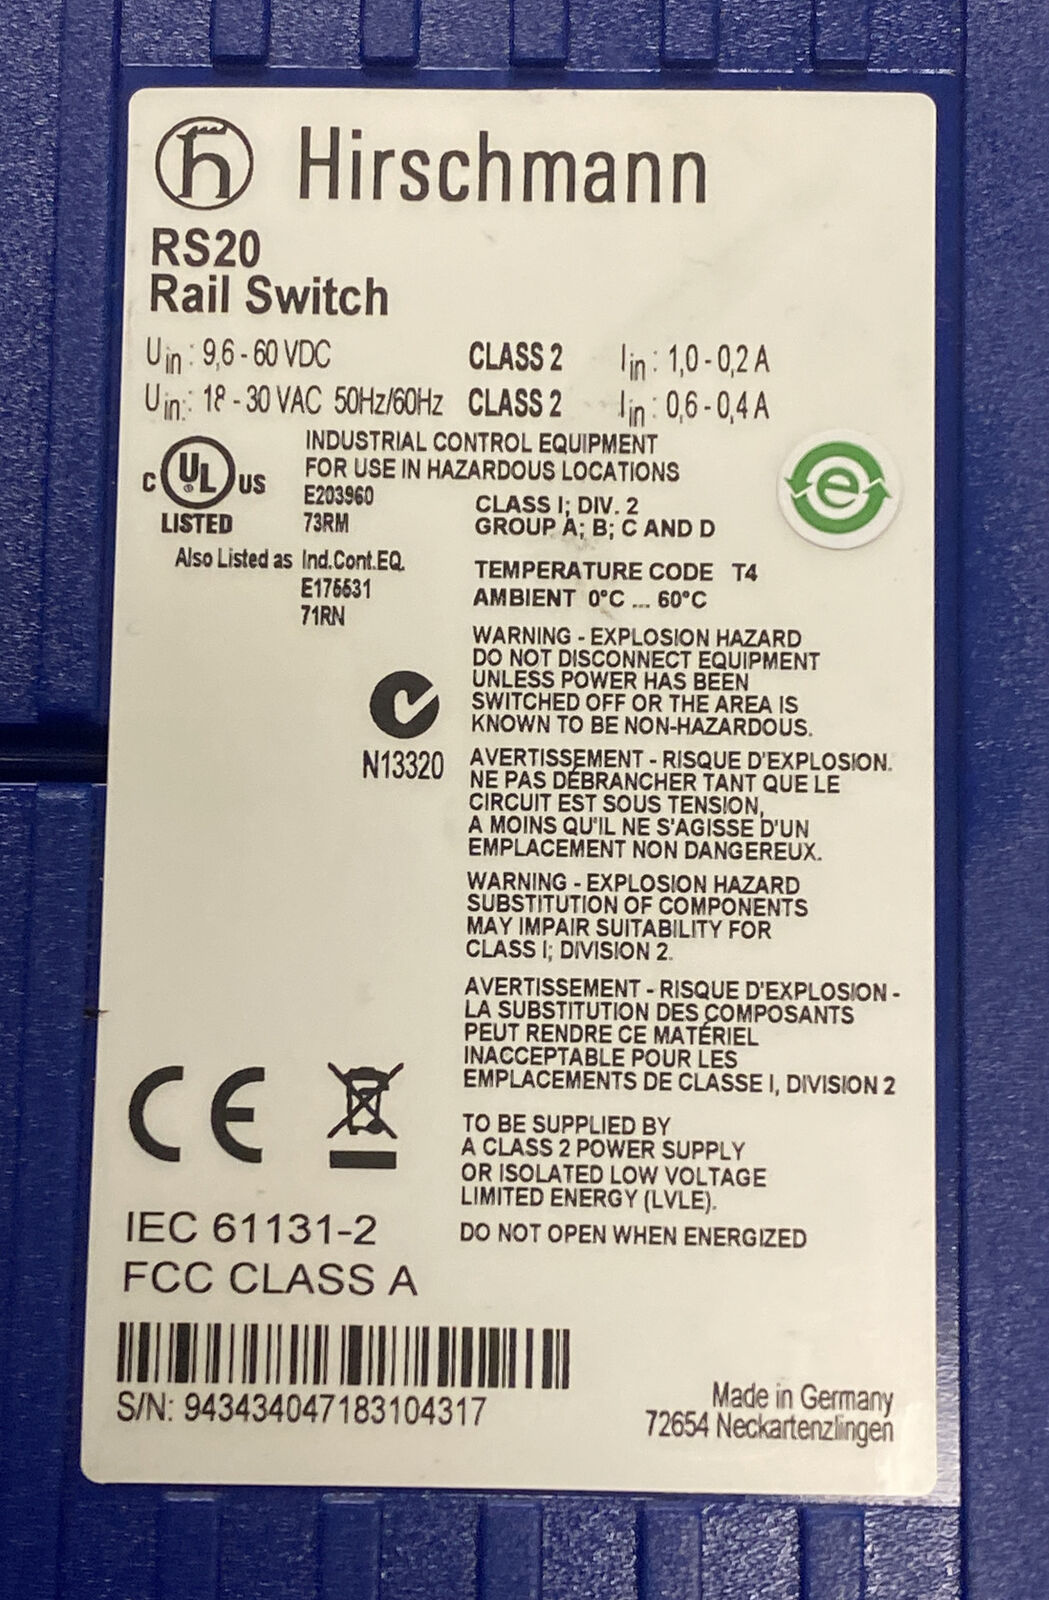 Hirschmann
RS20
Rail Switch
Uin : 9,6 - 60 VDC CLASS 2 Iin : 1,0 - 0,2 A
Uin : 18 - 30 VAC 50Hz/60Hz CLASS 2 Iin : 0,6 - 0,4 A
C UL US
LISTED
INDUSTRIAL CONTROL EQUIPMENT
FOR USE IN HAZARDOUS LOCATIONS
E203960
73RM
CLASS I; DIV. 2
GROUP A; B; C AND D
e
Also Listed as Ind.Cont.EQ.
E175531
71RN
TEMPERATURE CODE T4
AMBIENT 0°C ... 60°C
WARNING - EXPLOSION HAZARD
DO NOT DISCONNECT EQUIPMENT
UNLESS POWER HAS BEEN
SWITCHED OFF OR THE AREA IS
KNOWN TO BE NON-HAZARDOUS.
N13320
AVERTISSEMENT - RISQUE D'EXPLOSION.
NE PAS DÉBRANCHER TANT QUE LE
CIRCUIT EST SOUS TENSION,
A MOINS QU'IL NE S'AGISSE D'UN
EMPLACEMENT NON DANGEREUX.
WARNING - EXPLOSION HAZARD
SUBSTITUTION OF COMPONENTS
MAY IMPAIR SUITABILITY FOR
CLASS I; DIVISION 2.
AVERTISSEMENT - RISQUE D'EXPLOSION -
LA SUBSTITUTION DES COMPOSANTS
PEUT RENDRE CE MATÉRIEL
INACCEPTABLE POUR LES
EMPLACEMENTS DE CLASSE I, DIVISION 2
CE
TO BE SUPPLIED BY
A CLASS 2 POWER SUPPLY
OR ISOLATED LOW VOLTAGE
LIMITED ENERGY (LVLE).
DO NOT OPEN WHEN ENERGIZED
IEC 61131-2
FCC CLASS A
S/N: 943434047183104317
Made in Germany
72654 Neckartenzlingen